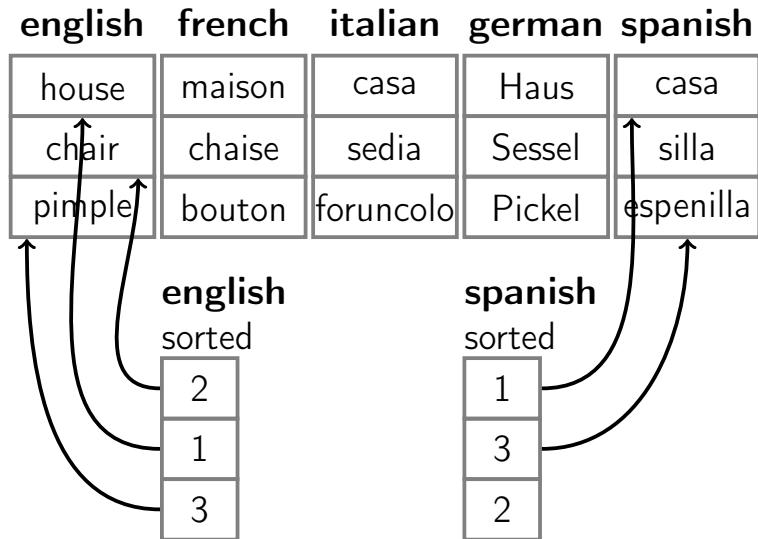 english french italian german spanish
house maison casa Haus casa
chair chaise sedia Sessel silla
pimple bouton foruncolo Pickel espenilla
english spanish
sorted sorted
2 1
1 3
3 2